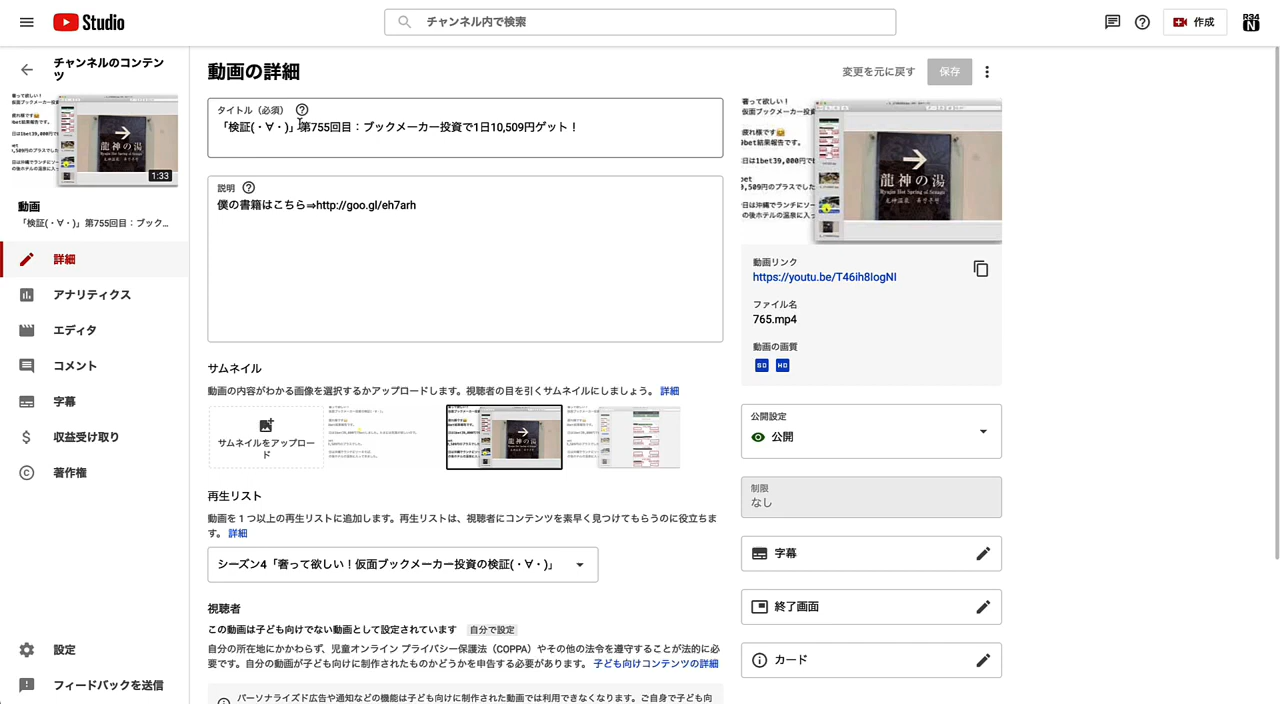 Studio
チャンネル内で検索
作成
R34
N
チャンネルのコンテンツ
1:33
動画
「検証(・∀・)」第755回目：ブック…
詳細
アナリティクス
エディタ
コメント
字幕
収益受け取り
著作権
設定
フィードバックを送信
動画の詳細
変更を元に戻す
保存
タイトル（必須）
「検証(・∀・)」第755回目：ブックメーカー投資で1日10,509円ゲット！
説明
僕の書籍はこちら⇒http://goo.gl/eh7arh
サムネイル
動画の内容がわかる画像を選択するかアップロードします。視聴者の目を引くサムネイルにしましょう。 詳細
サムネイルをアップロー
ド
再生リスト
動画を 1 つ以上の再生リストに追加します。再生リストは、視聴者にコンテンツを素早く見つけてもらうのに役立ちま
す。 詳細
シーズン4「奢って欲しい！仮面ブックメーカー投資の検証(・∀・)」
視聴者
この動画は子ども向けでない動画として設定されています 自分で設定
自分の所在地にかかわらず、児童オンライン プライバシー保護法（COPPA）やその他の法令を遵守することが法的に必
要です。自分の動画が子ども向けに制作されたものかどうかを申告する必要があります。 子ども向けコンテンツの詳細
パーソナライズド広告や通知などの機能は子ども向けに制作された動画では利用できなくなります。ご自身で子ども向
って欲しい！
仮面ブックメーカー投資
疲れ様です
bet結果報告です。
日は1bet39,000円で
0,509円のプラスでした
日は沖縄でランチにソー
の後ホテルの温泉に入っ
龍神の湯
Ryujin Hot Spring of Senaga
動画リンク
https://youtu.be/T46ih8IogNI
ファイル名
765.mp4
動画の画質
SD HD
公開設定
公開
制限
なし
字幕
終了画面
カード